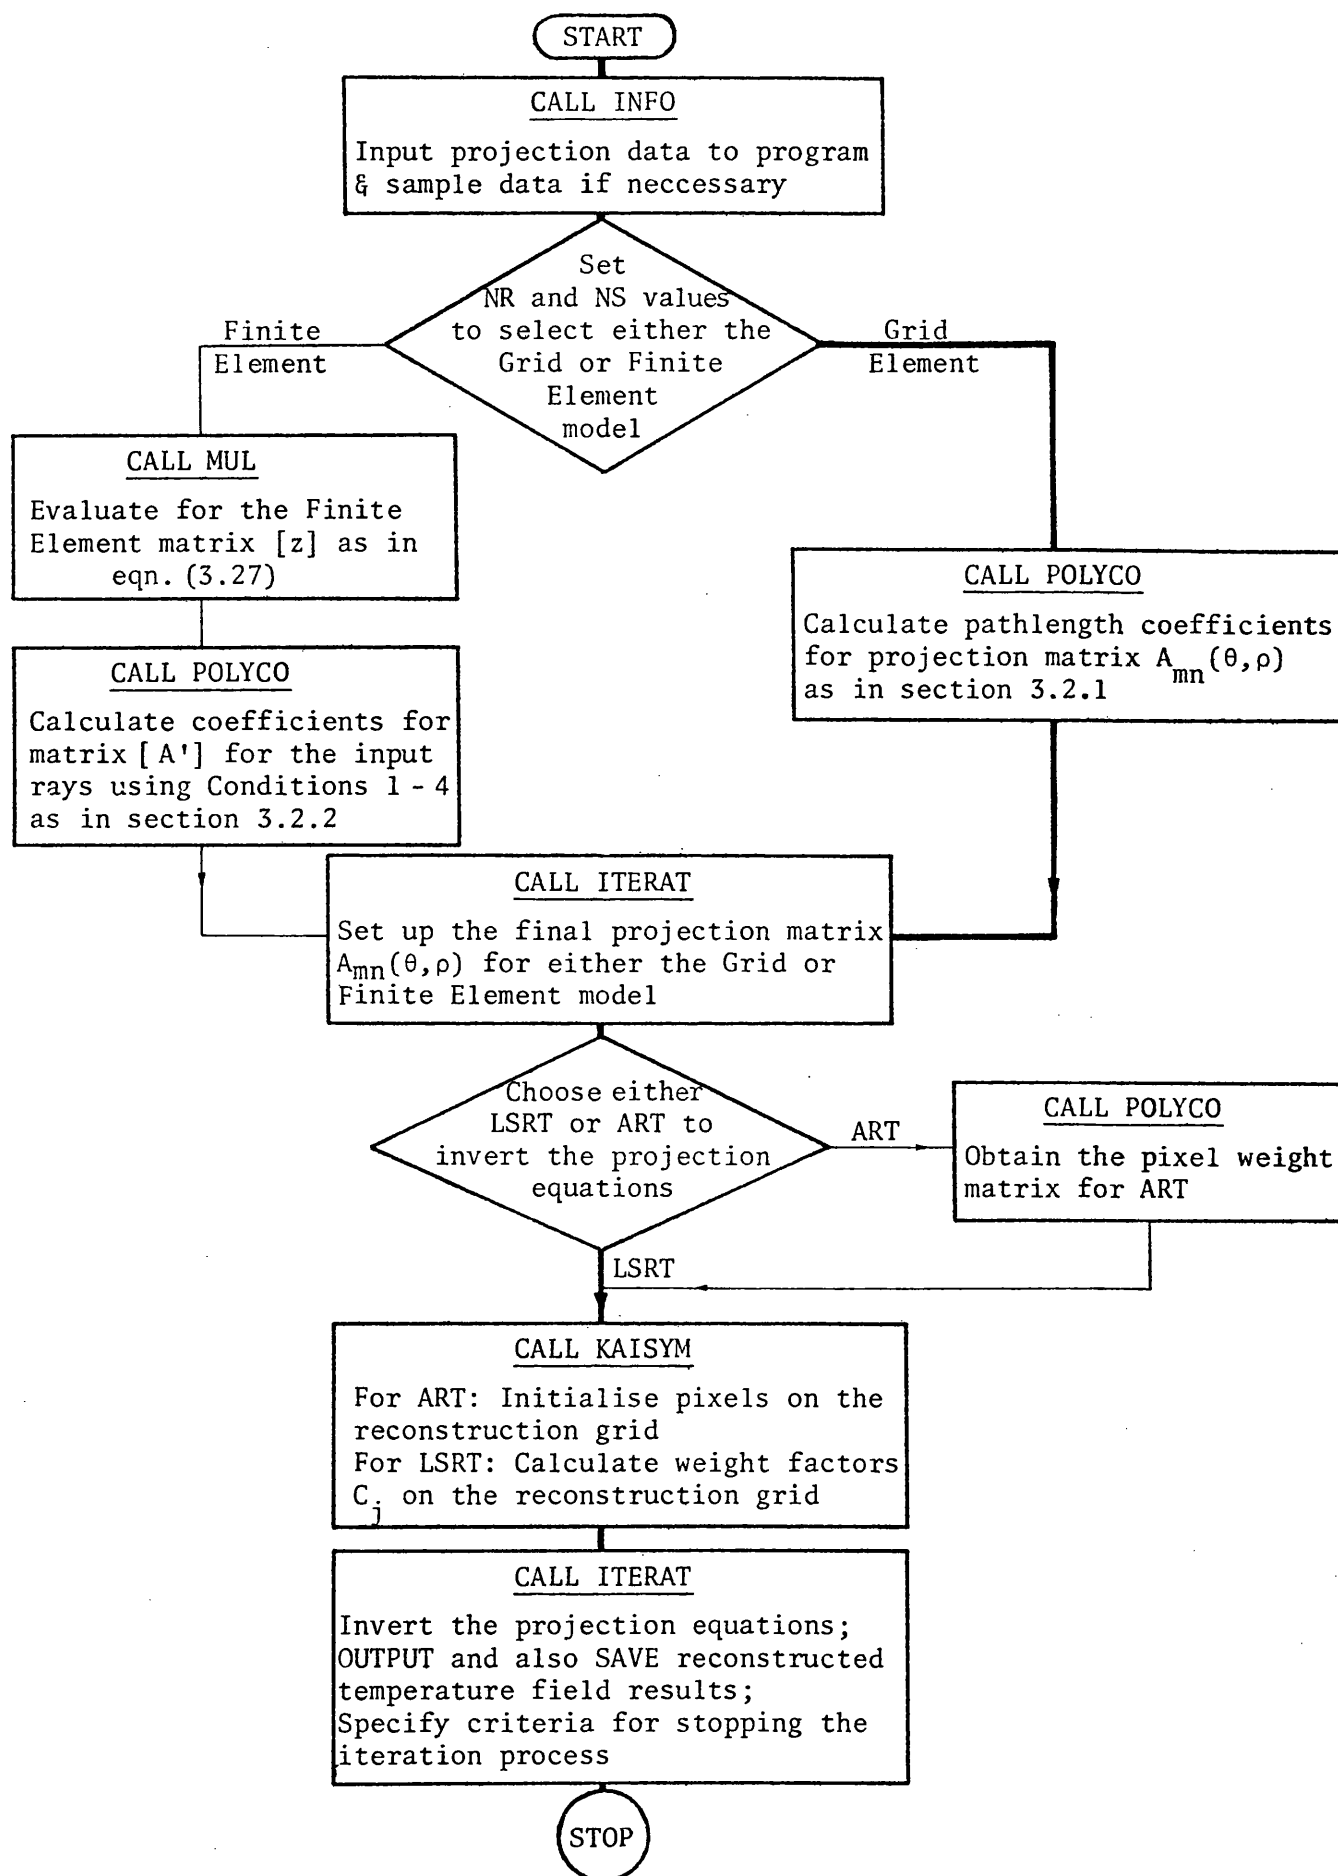 START
CALL INFO
Input projection data to program
& sample data if neccessary
Set
NR and NS values
to select either the
Grid or Finite
Element
model
Finite
Element
Grid
Element
CALL MUL
Evaluate for the Finite
Element matrix [z] as in
eqn. (3.27)
CALL POLYCO
Calculate coefficients for
matrix [A'] for the input
rays using Conditions 1 - 4
as in section 3.2.2
CALL POLYCO
Calculate pathlength coefficients
for projection matrix Amn(θ,ρ)
as in section 3.2.1
CALL ITERAT
Set up the final projection matrix
Amn(θ,ρ) for either the Grid or
Finite Element model
Choose either
LSRT or ART to
invert the projection
equations
ART
CALL POLYCO
Obtain the pixel weight
matrix for ART
LSRT
CALL KAISYM
For ART: Initialise pixels on the
reconstruction grid
For LSRT: Calculate weight factors
Cj on the reconstruction grid
CALL ITERAT
Invert the projection equations;
OUTPUT and also SAVE reconstructed
temperature field results;
Specify criteria for stopping the
iteration process
STOP